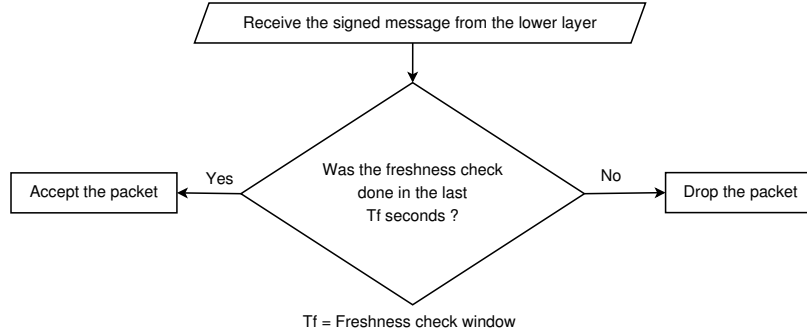 Receive the signed message from the lower layer
Was the freshness check
done in the last
Tf seconds ?
Yes
No
Accept the packet
Drop the packet
Tf = Freshness check window